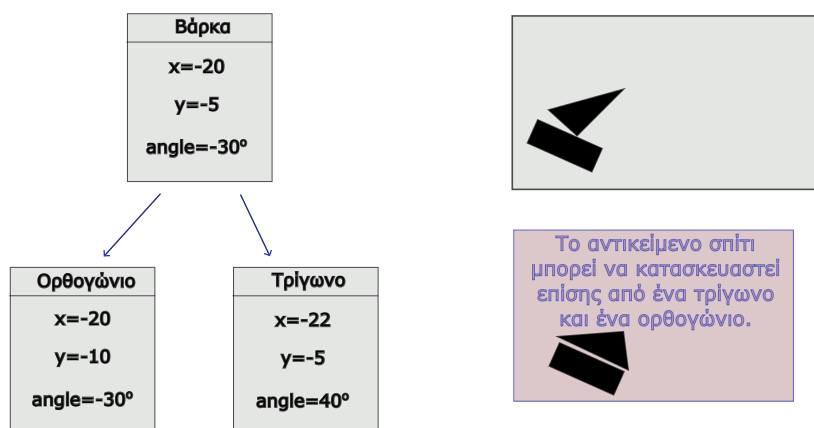 Βάρκα
x=-20
y=-5
angle=-30º
Ορθογώνιο
x=-20
y=-10
angle=-30º
Τρίγωνο
x=-22
y=-5
angle=40º
Το αντικείμενο σπίτι
μπορεί να κατασκευαστεί
επίσης από ένα τρίγωνο
και ένα ορθογώνιο.